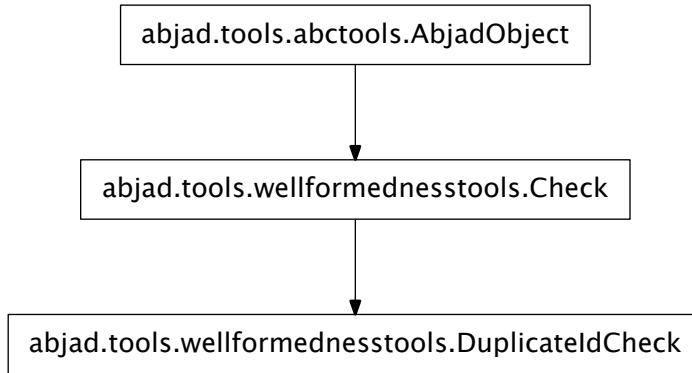 abjad.tools.abctools.AbjadObject
abjad.tools.wellformednesstools.Check
abjad.tools.wellformednesstools.DuplicateIdCheck